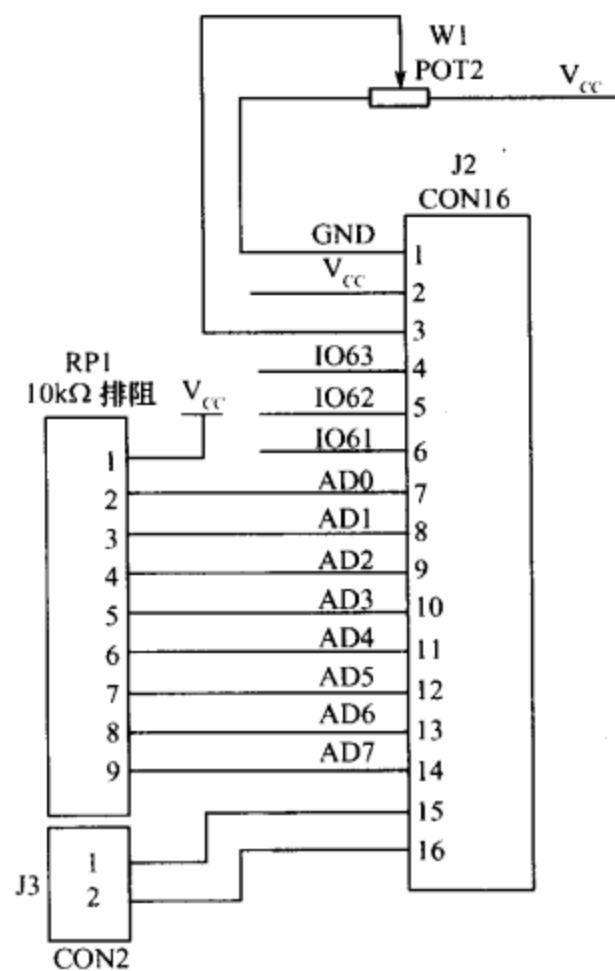 W1
POT2
VCC
J2
CON16
GND
1
VCC
2
3
IO63
4
IO62
5
IO61
6
AD0
7
AD1
8
AD2
9
AD3
10
AD4
11
AD5
12
AD6
13
AD7
14
15
16
RP1
10kΩ 排阻
VCC
1
2
3
4
5
6
7
8
9
J3
1
2
CON2